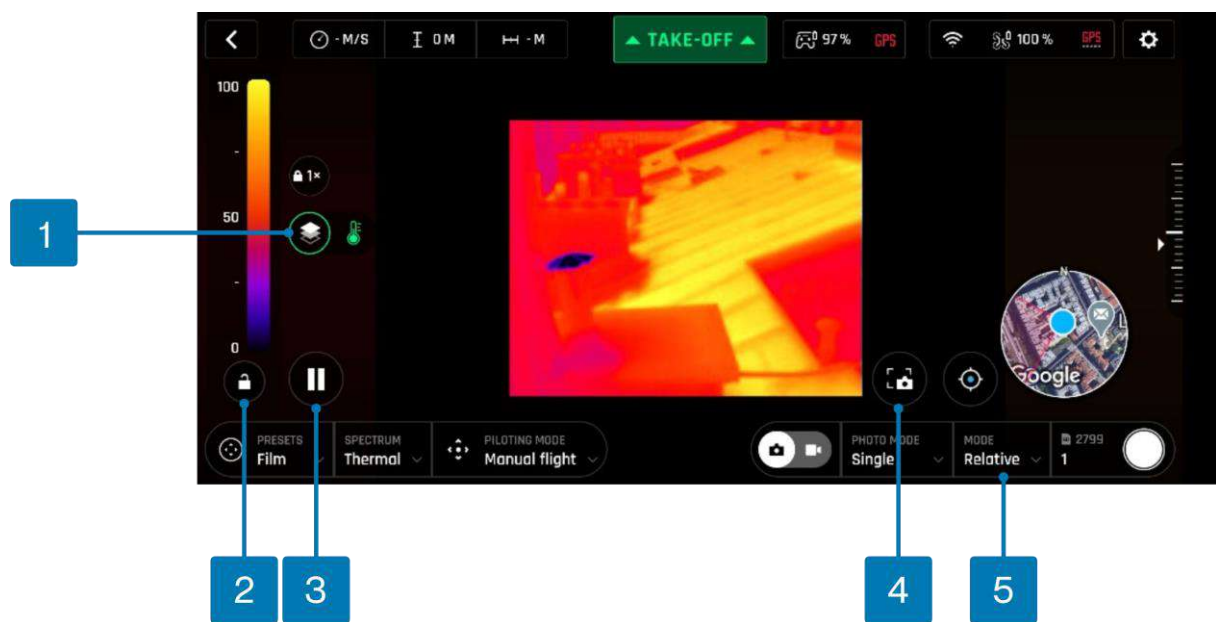 - M/S
0 M
- M
TAKE-OFF
97 %
GPS
100 %
GPS
100
-
1×
50
-
0
1
N
L
Google
PRESETS
Film
SPECTRUM
Thermal
PILOTING MODE
Manual flight
PHOTO MODE
Single
MODE
Relative
2799
1
2
3
4
5